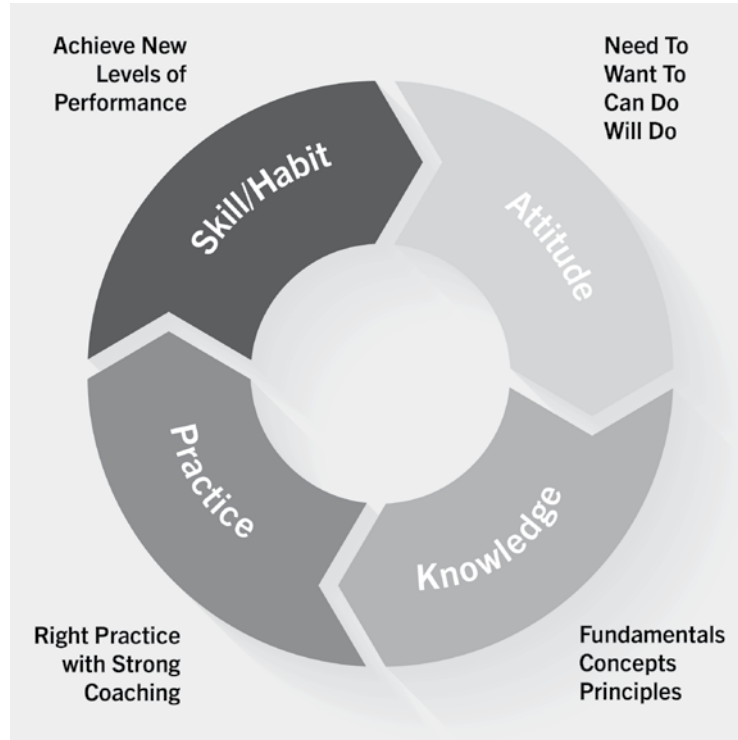 Achieve New
Levels of
Performance
Need To
Want To
Can Do
Will Do
Skill/Habit
Attitude
Practice
Knowledge
Right Practice
with Strong
Coaching
Fundamentals
Concepts
Principles